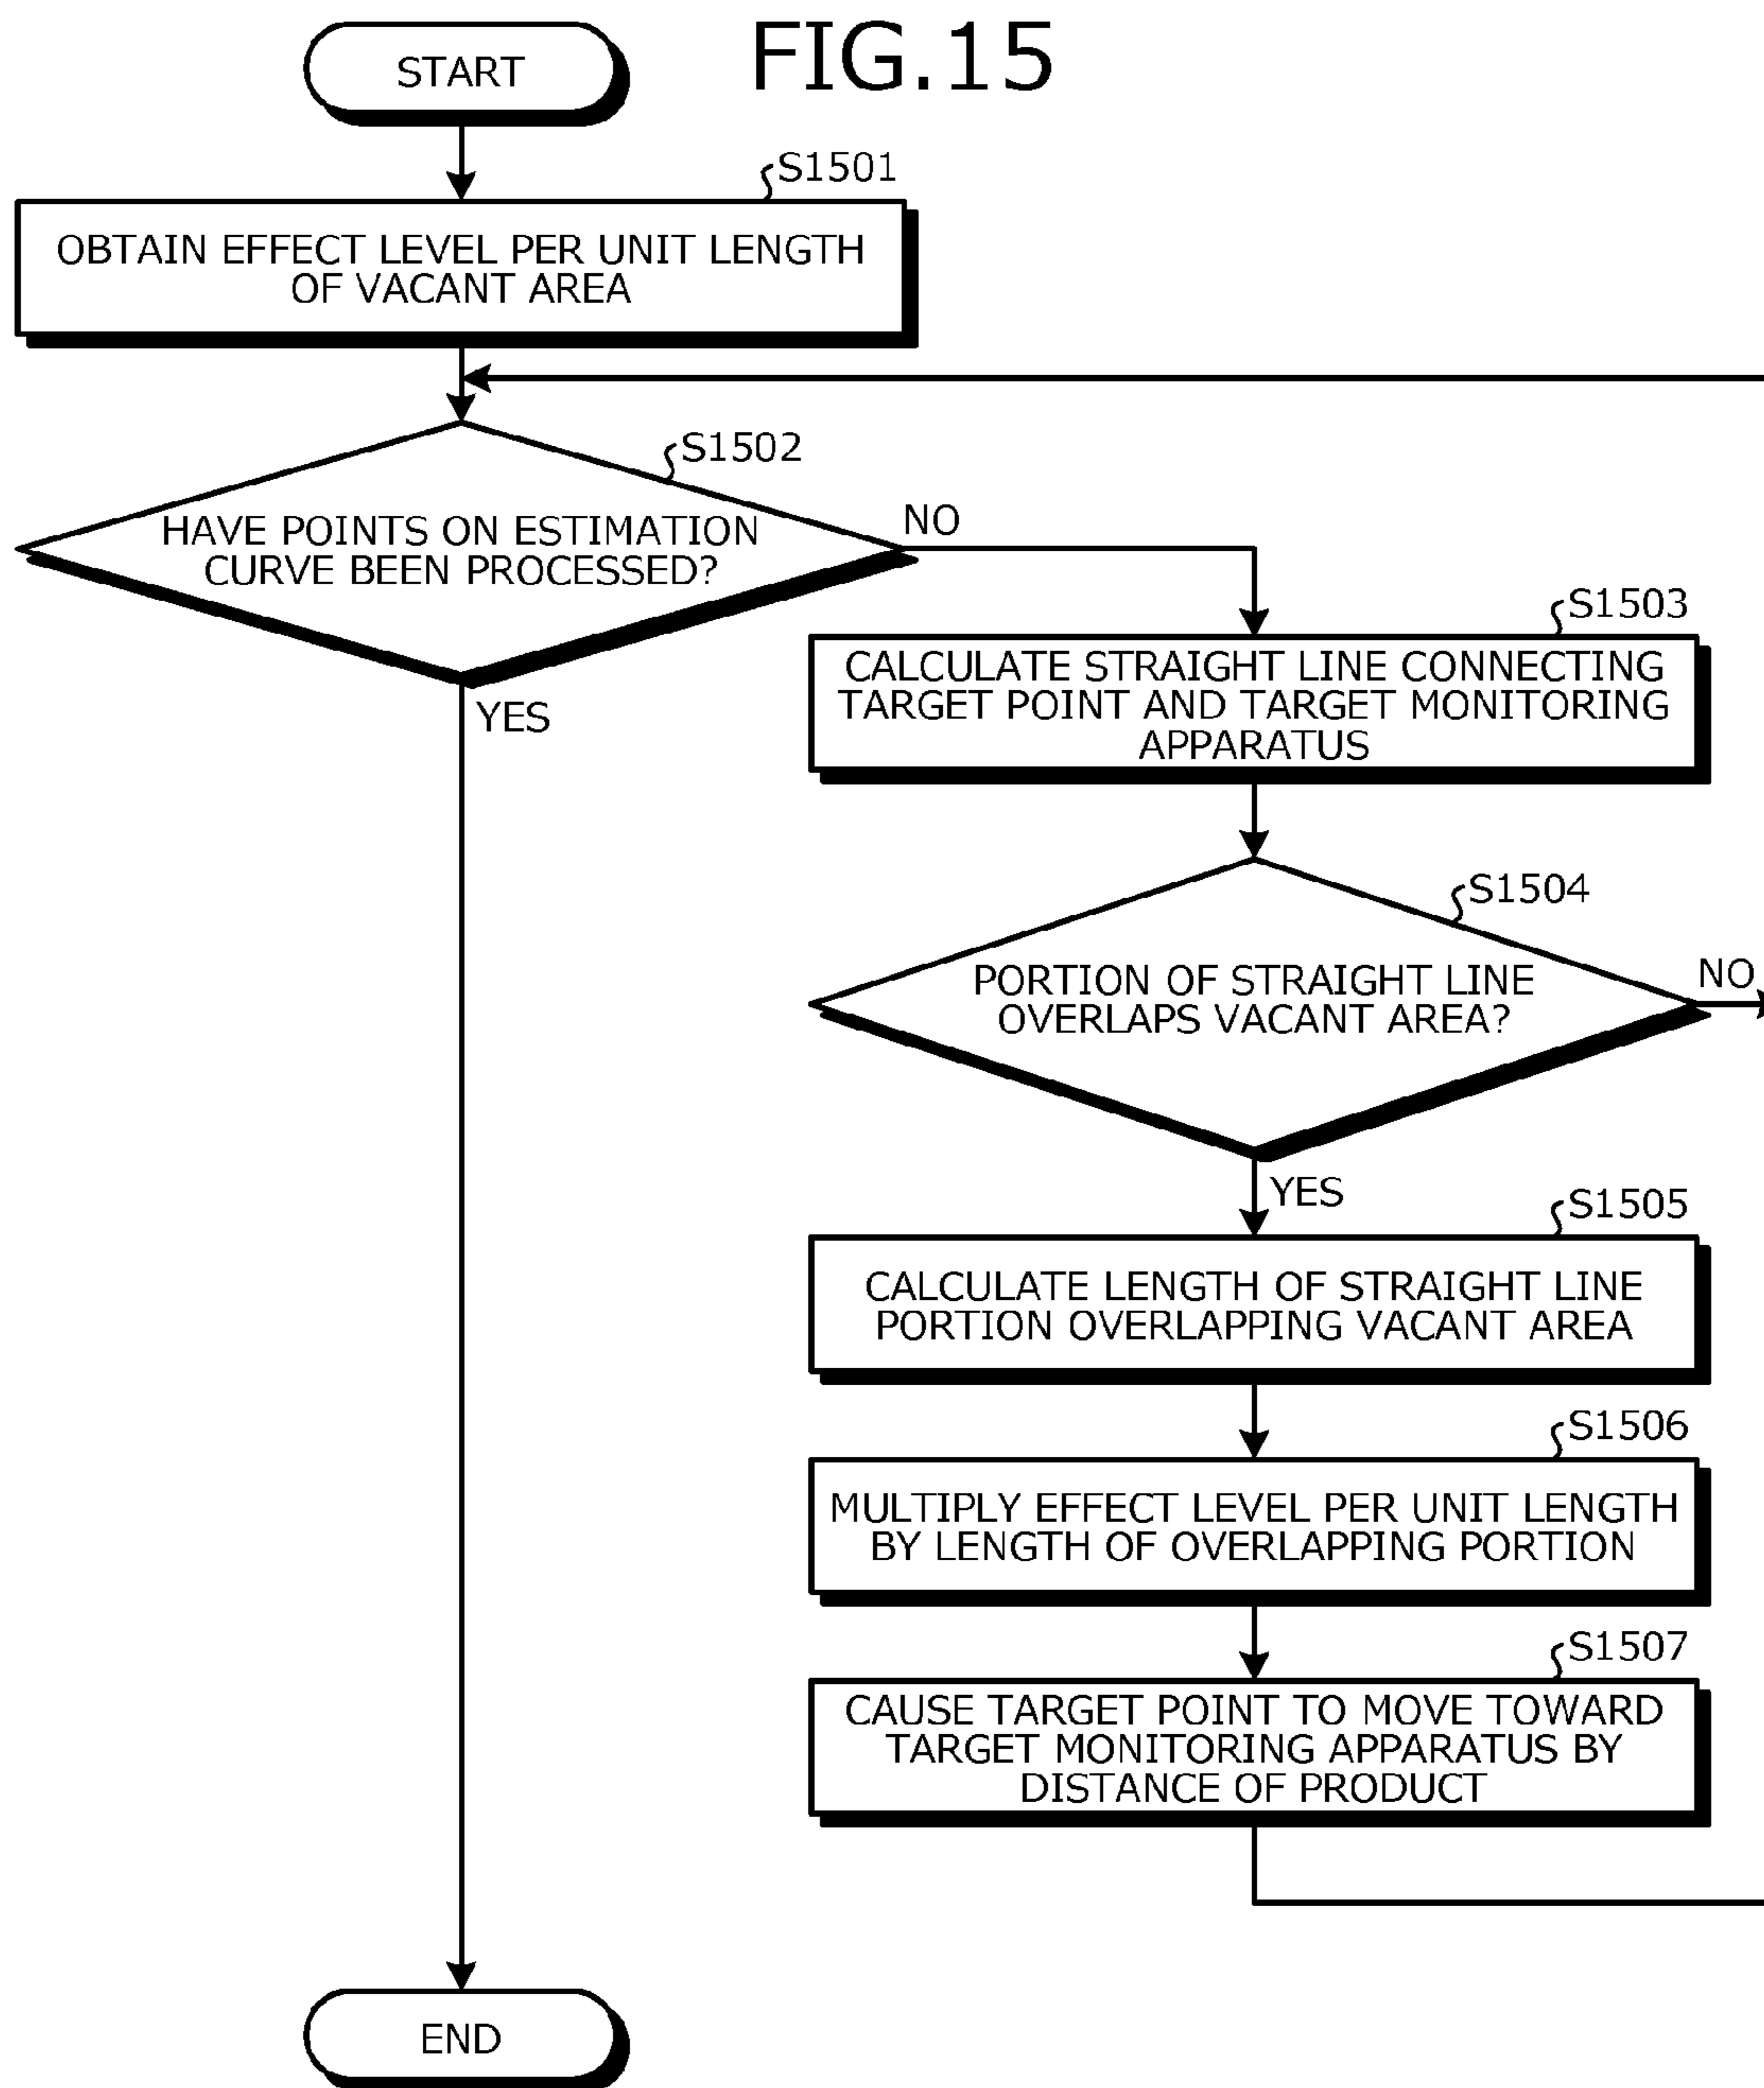 FIG.15
START
S1501
OBTAIN EFFECT LEVEL PER UNIT LENGTH
OF VACANT AREA
S1502
HAVE POINTS ON ESTIMATION
CURVE BEEN PROCESSED?
NO
YES
S1503
CALCULATE STRAIGHT LINE CONNECTING
TARGET POINT AND TARGET MONITORING
APPARATUS
S1504
PORTION OF STRAIGHT LINE
OVERLAPS VACANT AREA?
NO
YES
S1505
CALCULATE LENGTH OF STRAIGHT LINE
PORTION OVERLAPPING VACANT AREA
S1506
MULTIPLY EFFECT LEVEL PER UNIT LENGTH
BY LENGTH OF OVERLAPPING PORTION
S1507
CAUSE TARGET POINT TO MOVE TOWARD
TARGET MONITORING APPARATUS BY
DISTANCE OF PRODUCT
END